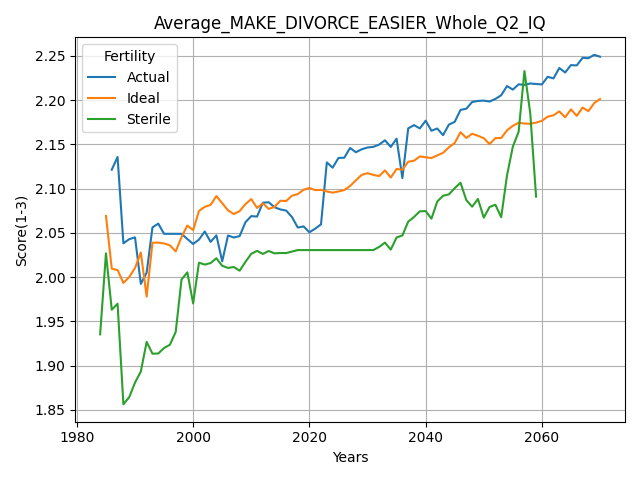 Average_MAKE_DIVORCE_EASIER_Whole_Q2_IQ
Fertility
Actual
Ideal
Sterile
Score(1-3)
2.25
2.20
2.15
2.10
2.05
2.00
1.95
1.90
1.85
1980
2000
2020
2040
2060
Years